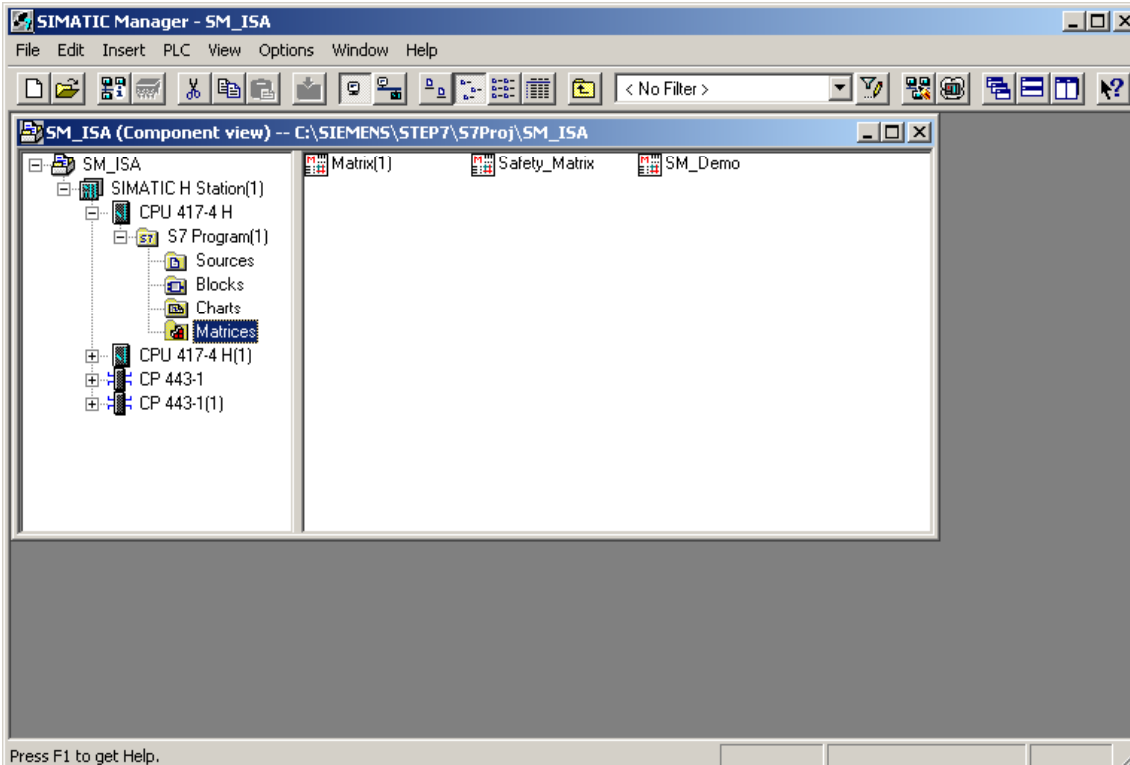 SIMATIC Manager - SM_ISA
File Edit Insert PLC View Options Window Help
< No Filter >
SM_ISA (Component view) -- C:\SIEMENS\STEP7\S7Proj\SM_ISA
SM_ISA
SIMATIC H Station(1)
CPU 417-4 H
S7 Program(1)
Sources
Blocks
Charts
Matrices
CPU 417-4 H(1)
CP 443-1
CP 443-1(1)
Matrix(1) Safety_Matrix SM_Demo
Press F1 to get Help.